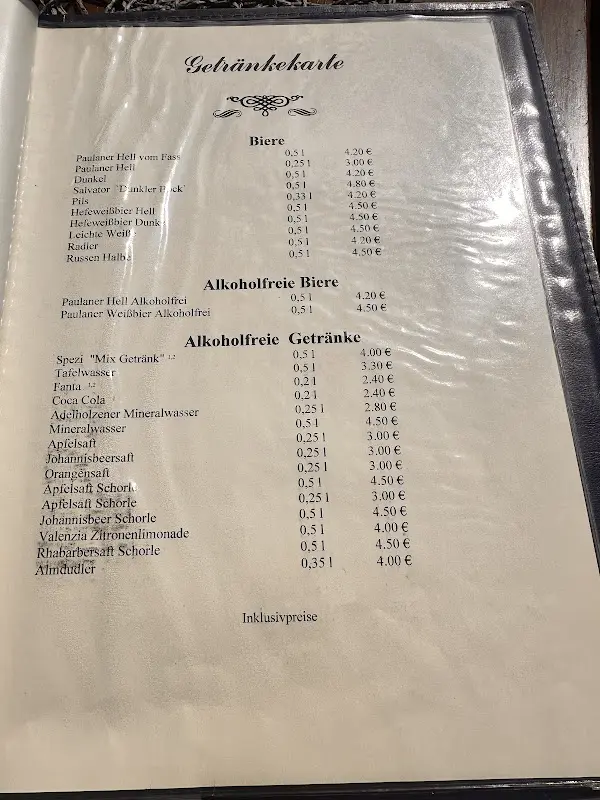 Getränkekarte
Biere
Paulaner Hell vom Fass 0,5 l 4.20 €
Paulaner Hell 0,25 l 3.00 €
Dunkel 0,5 l 4.20 €
Salvator "Dunkler Bock" 0,5 l 4.80 €
Pils 0,33 l 4.20 €
Hefeweißbier Hell 0,5 l 4.50 €
Hefeweißbier Dunkel 0,5 l 4.50 €
Leichte Weiße 0,5 l 4.50 €
Radler 0,5 l 4.20 €
Russen Halbe 0,5 l 4.50 €
Alkoholfreie Biere
Paulaner Hell Alkoholfrei 0,5 l 4.20 €
Paulaner Weißbier Alkoholfrei 0,5 l 4.50 €
Alkoholfreie Getränke
Spezi "Mix Getränk" 1,2 0,5 l 4.00 €
Tafelwasser 0,5 l 3.30 €
Fanta 1,2 0,2 l 2.40 €
Coca Cola 0,2 l 2.40 €
Adelholzener Mineralwasser 0,25 l 2.80 €
Mineralwasser 0,5 l 4.50 €
Apfelsaft 0,25 l 3.00 €
Johannisbeersaft 0,25 l 3.00 €
Orangensaft 0,25 l 3.00 €
Apfelsaft Schorle 0,5 l 4.50 €
Apfelsaft Schorle 0,25 l 3.00 €
Johannisbeer Schorle 0,5 l 4.50 €
Valenzia Zitronenlimonade 0,5 l 4.00 €
Rhabarbersaft Schorle 0,5 l 4.50 €
Almdudler 0,35 l 4.00 €
Inklusivpreise